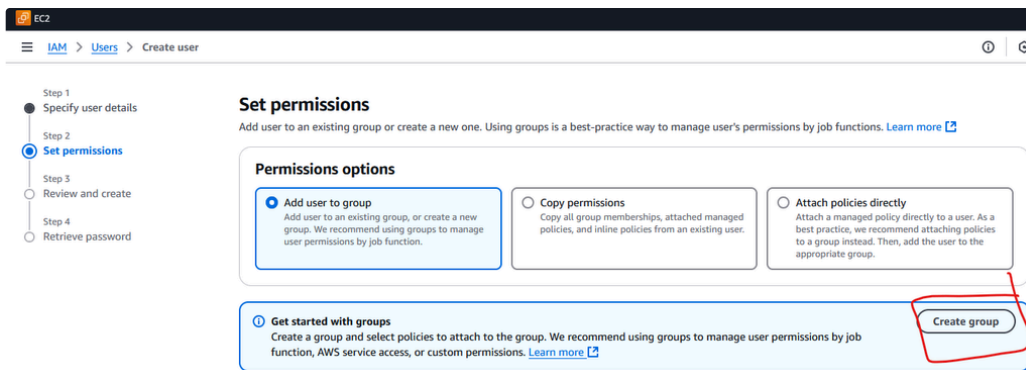 EC2
IAM > Users > Create user
Step 1
Specify user details
Step 2
Set permissions
Step 3
Review and create
Step 4
Retrieve password
Set permissions
Add user to an existing group or create a new one. Using groups is a best-practice way to manage user's permissions by job functions. Learn more
Permissions options
Add user to group
Add user to an existing group, or create a new
group. We recommend using groups to manage
user permissions by job function.
Copy permissions
Copy all group memberships, attached managed
policies, and inline policies from an existing user.
Attach policies directly
Attach a managed policy directly to a user. As a
best practice, we recommend attaching policies
to a group instead. Then, add the user to the
appropriate group.
Get started with groups
Create a group and select policies to attach to the group. We recommend using groups to manage user permissions by job
function, AWS service access, or custom permissions. Learn more
Create group